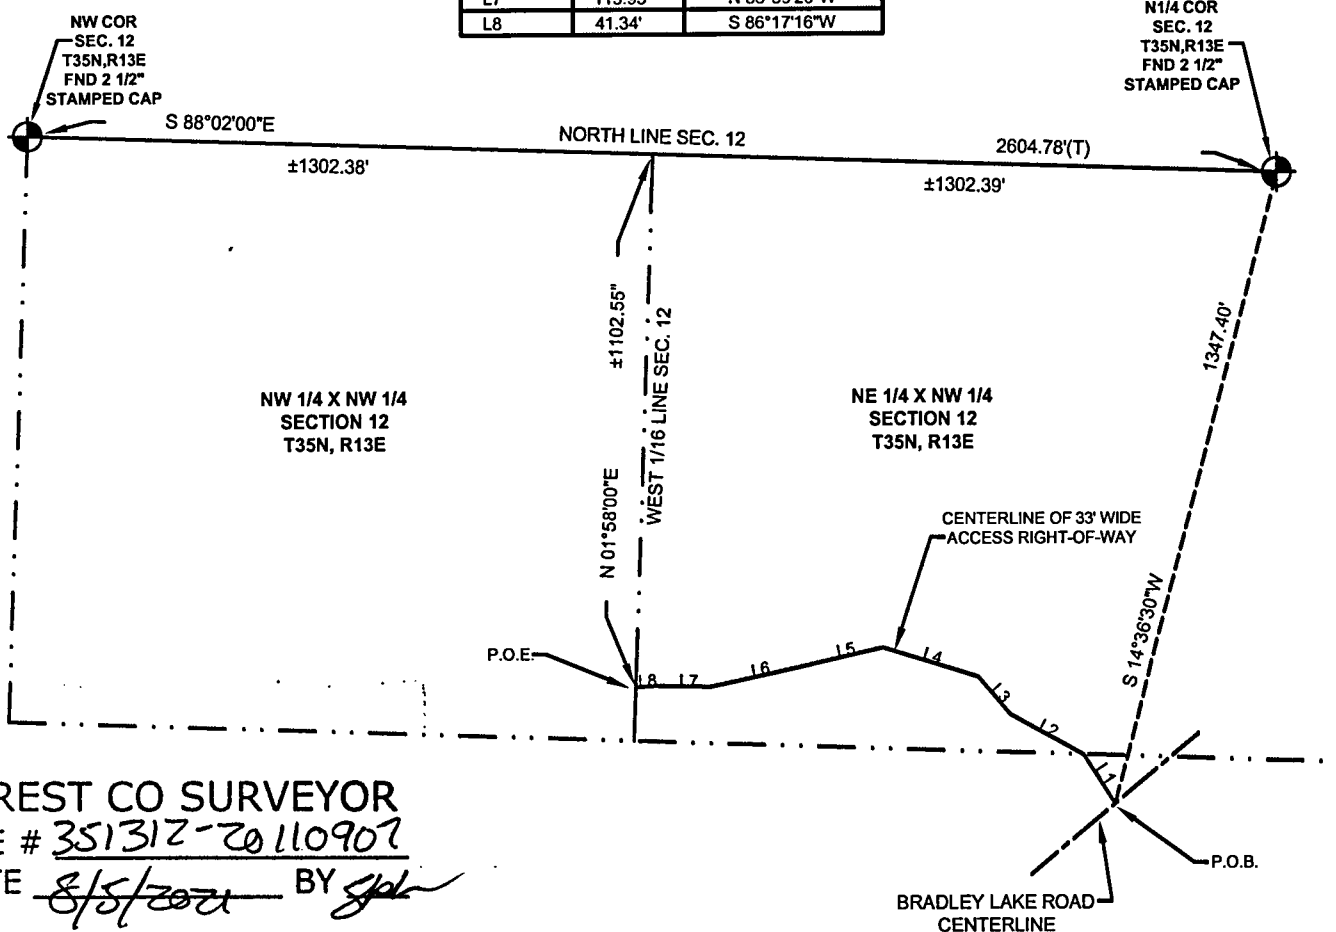 NW COR
SEC. 12
T35N,R13E
FND 2 1/2"
STAMPED CAP
L8 41.34' S 86°17'16"W
N1/4 COR
SEC. 12
T35N,R13E
FND 2 1/2"
STAMPED CAP
S 88°02'00"E
NORTH LINE SEC. 12
2604.78'(T)
±1302.38'
±1302.39'
±1102.55"
WEST 1/16 LINE SEC. 12
N 01°58'00"E
1347.40'
S 14°36'30"W
NW 1/4 X NW 1/4
SECTION 12
T35N, R13E
NE 1/4 X NW 1/4
SECTION 12
T35N, R13E
CENTERLINE OF 33' WIDE
ACCESS RIGHT-OF-WAY
P.O.E.
L8
L7
L6
L5
L4
L3
L2
L1
P.O.B.
BRADLEY LAKE ROAD
CENTERLINE
REST CO SURVEYOR
E # 351312-20110907
TE 8/5/2021 BY